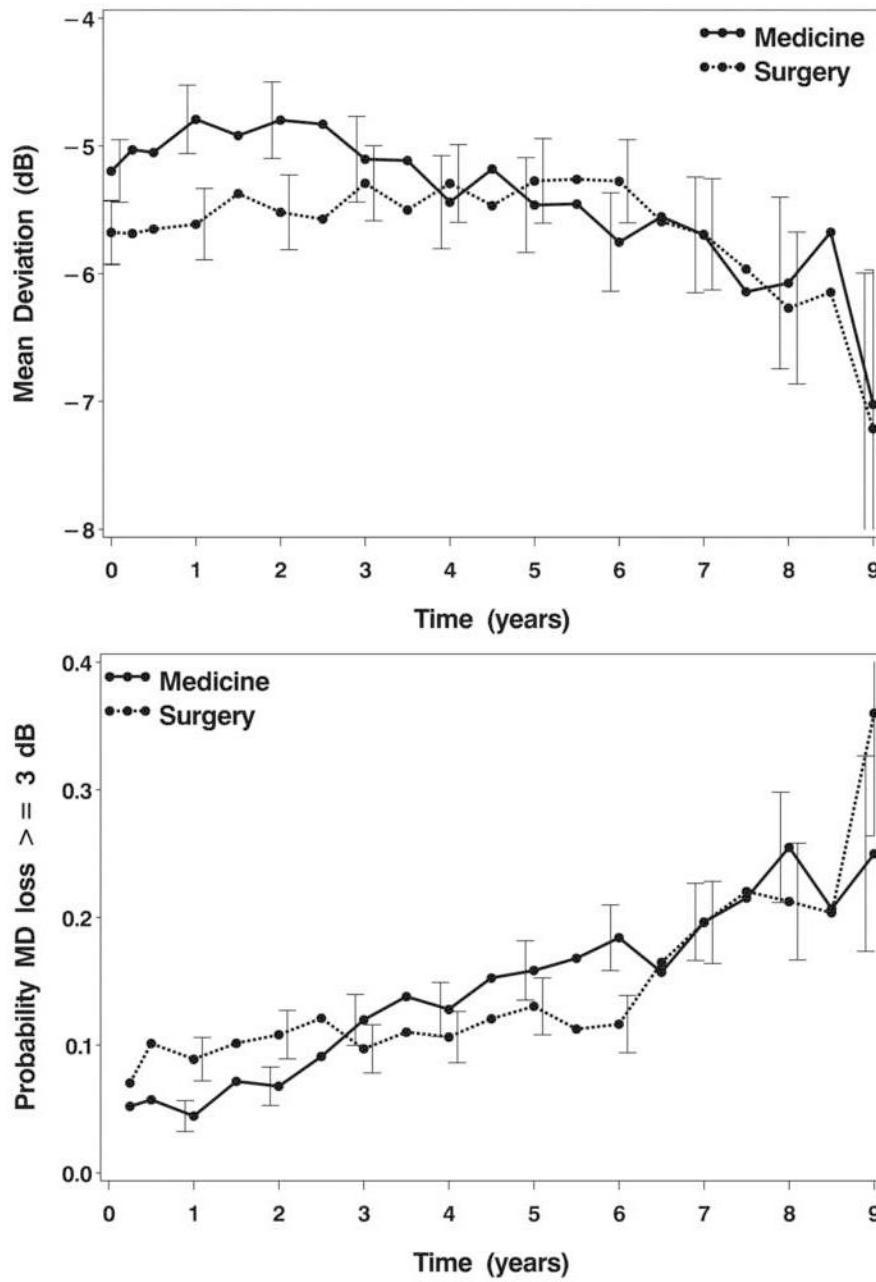 −4
−5
−6
−7
−8
Mean Deviation (dB)
Medicine
Surgery
0 1 2 3 4 5 6 7 8 9
Time (years)
0.4
0.3
0.2
0.1
0.0
Probability MD loss >= 3 dB
Medicine
Surgery
0 1 2 3 4 5 6 7 8 9
Time (years)